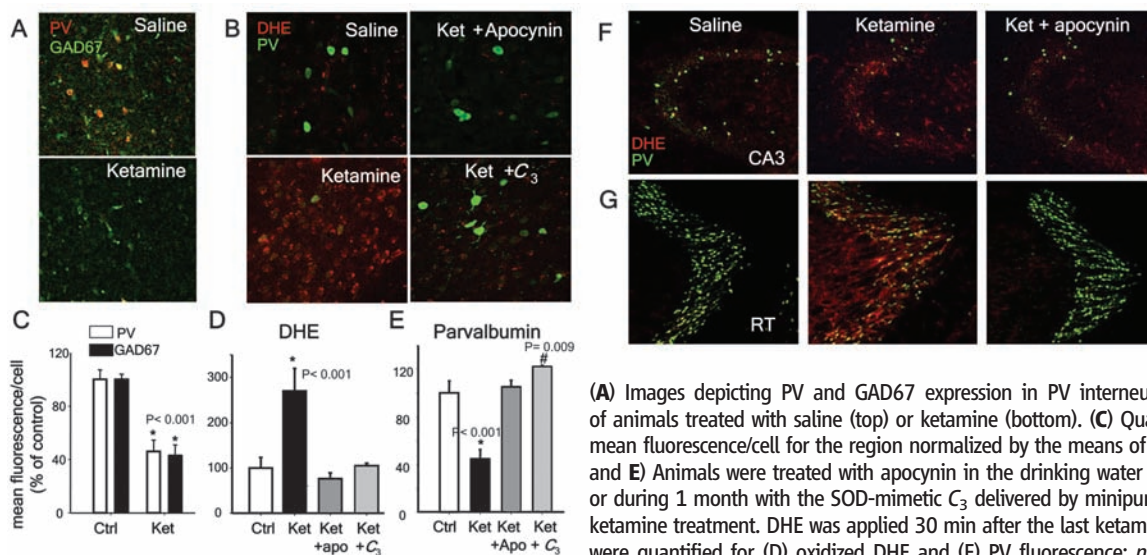 A
PV
GAD67
Saline
Ketamine
B
DHE
PV
Saline
Ket +Apocynin
Ketamine
Ket +C3
C
PV
GAD67
mean fluorescence/cell
(% of control)
120
80
40
0
P< 0.001
*
*
Ctrl
Ket
D
DHE
300
200
100
0
*
P< 0.001
Ctrl
Ket
Ket
+apo
Ket
+C3
E
Parvalbumin
P= 0.009
#
120
80
40
0
P< 0.001
*
Ctrl
Ket
Ket
+Apo
Ket
+ C3
F
Saline
Ketamine
Ket + apocynin
DHE
PV
CA3
G
RT
(A) Images depicting PV and GAD67 expression in PV
of animals treated with saline (top) or ketamine (bottom). (C)
mean fluorescence/cell for the region normalized by the means of
and E) Animals were treated with apocynin in the drinking water
or during 1 month with the SOD-mimetic C3 delivered by
ketamine treatment. DHE was applied 30 min after the last
were quantified for (D) oxidized DHE and (E) PV fluorescence;